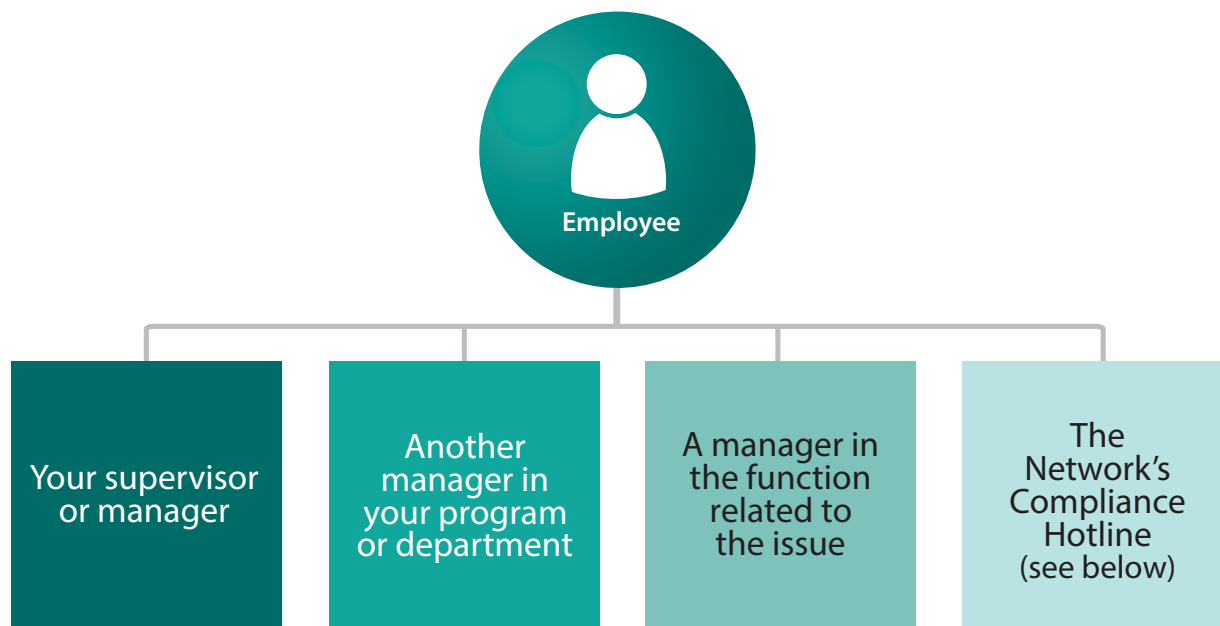 Employee
Your supervisor
or manager
Another
manager in
your program
or department
A manager in
the function
related to
the issue
The
Network’s
Compliance
Hotline
(see below)